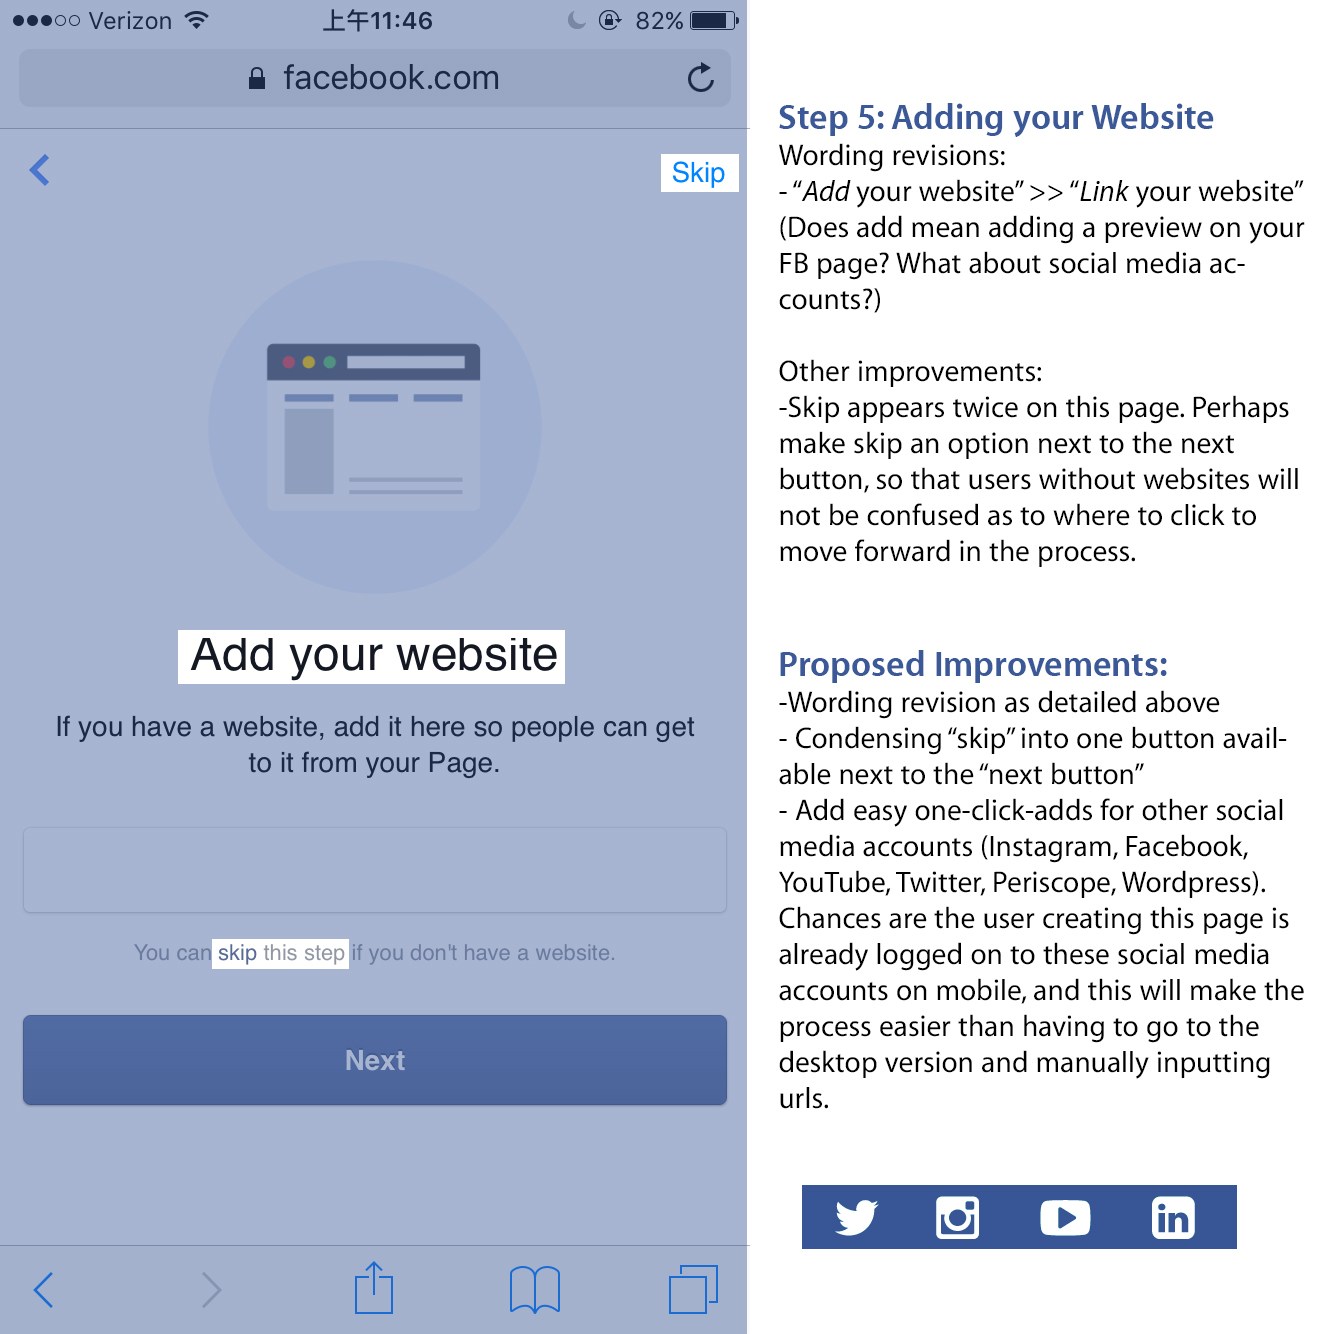 Verizon 上午11:46 82%
facebook.com
Skip
Add your website
If you have a website, add it here so people can get
to it from your Page.
You can skip this step if you don't have a website.
Next
Step 5: Adding your Website
Wording revisions:
- “Add your website” >> “Link your website”
(Does add mean adding a preview on your
FB page? What about social media ac-
counts?)
Other improvements:
-Skip appears twice on this page. Perhaps
make skip an option next to the next
button, so that users without websites will
not be confused as to where to click to
move forward in the process.
Proposed Improvements:
-Wording revision as detailed above
- Condensing “skip” into one button avail-
able next to the “next button”
- Add easy one-click-adds for other social
media accounts (Instagram, Facebook,
YouTube, Twitter, Periscope, Wordpress).
Chances are the user creating this page is
already logged on to these social media
accounts on mobile, and this will make the
process easier than having to go to the
desktop version and manually inputting
urls.
in